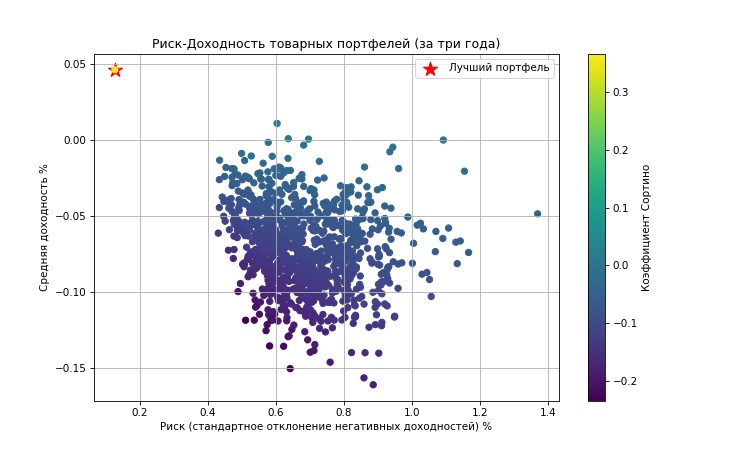 Риск-Доходность товарных портфелей (за три года)
Лучший портфель
0.05
0.00
−0.05
−0.10
−0.15
Средняя доходность %
0.2 0.4 0.6 0.8 1.0 1.2 1.4
Риск (стандартное отклонение негативных доходностей) %
0.3
0.2
0.1
0.0
−0.1
−0.2
Коэффициент Сортино